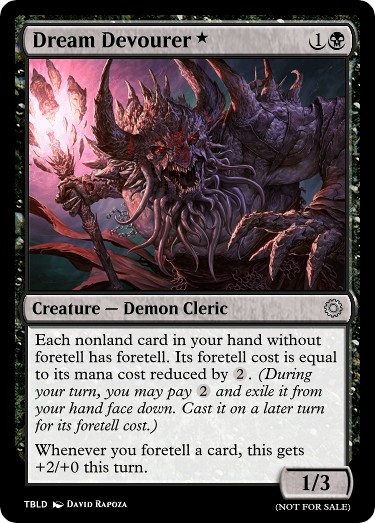 Dream Devourer ★ 1
Creature — Demon Cleric
Each nonland card in your hand without
foretell has foretell. Its foretell cost is equal
to its mana cost reduced by 2. (During
your turn, you may pay 2 and exile it from
your hand face down. Cast it on a later turn
for its foretell cost.)
Whenever you foretell a card, this gets
+2/+0 this turn.
1/3
TBLD David Rapoza (NOT FOR SALE)